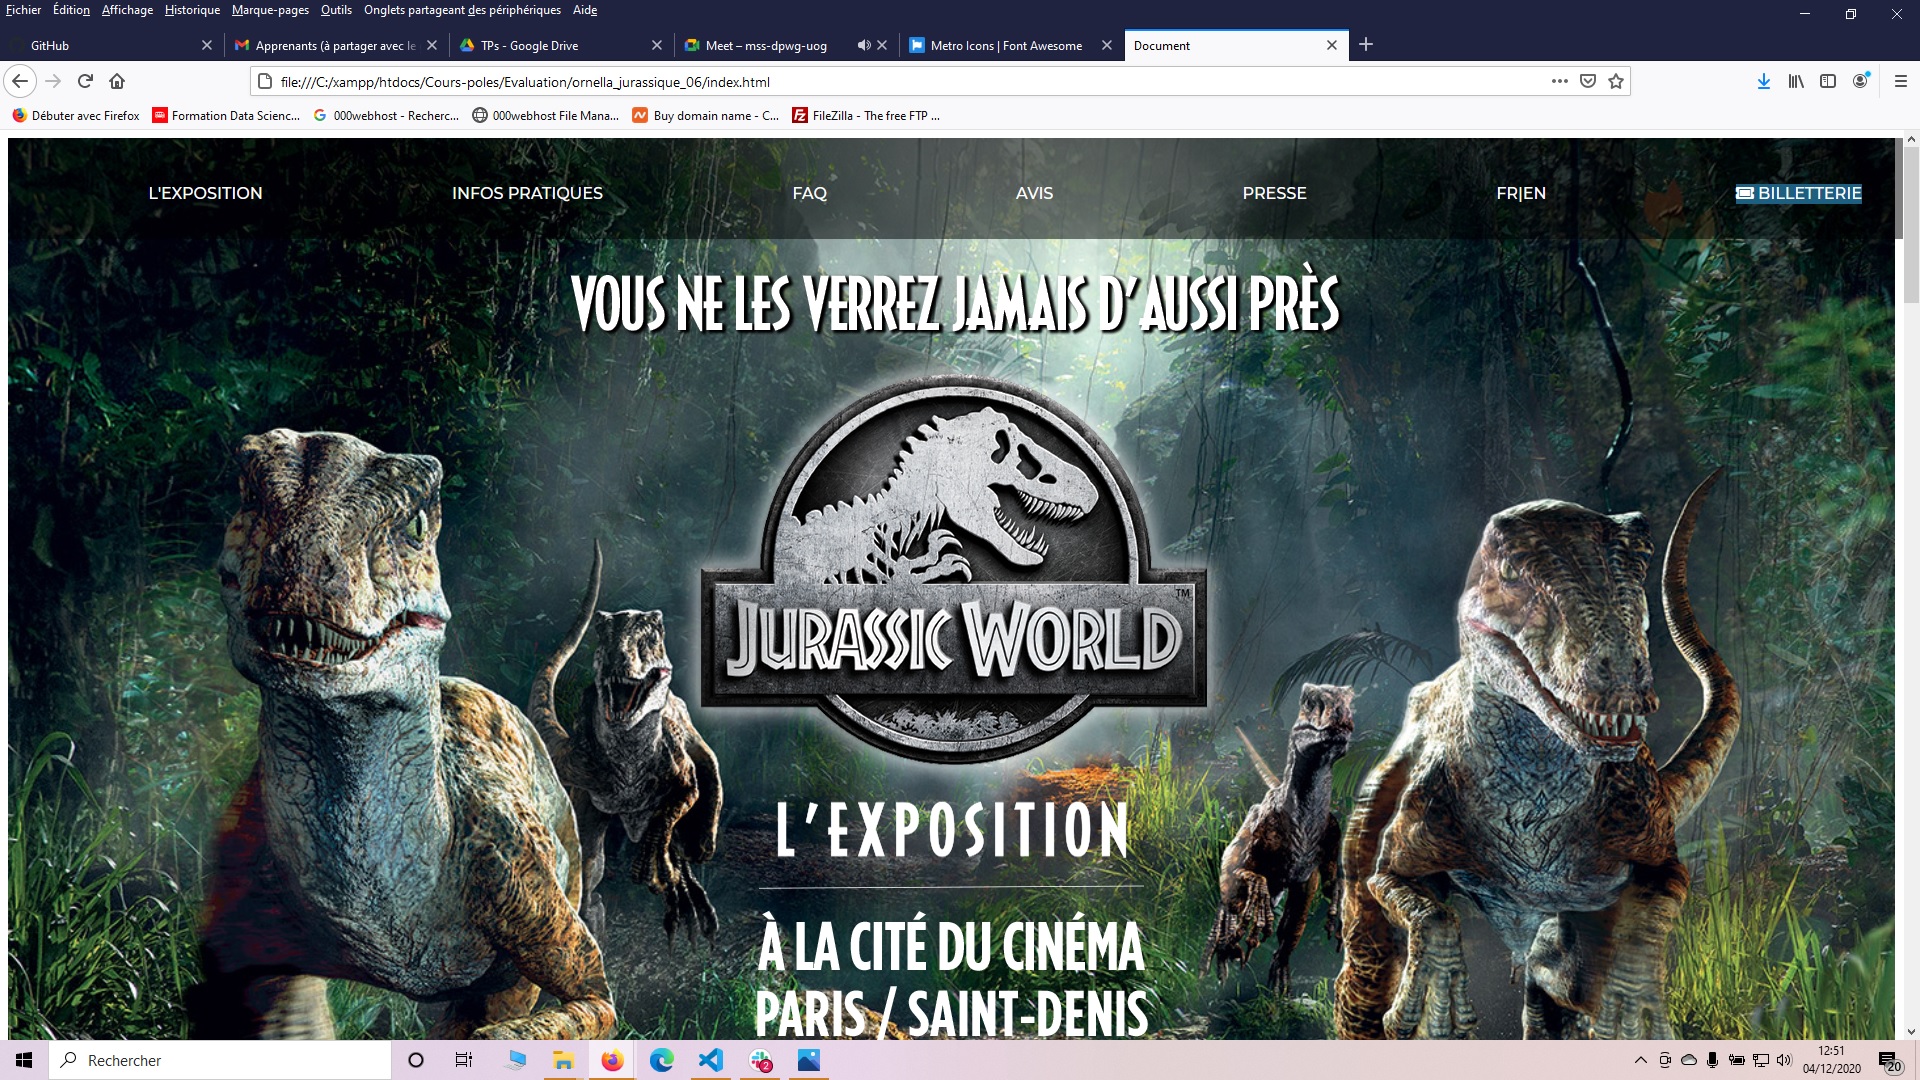 Fichier Édition Affichage Historique Marque-pages Outils Onglets partageant des périphériques Aide
GitHub Apprenants (à partager avec le TPs - Google Drive Meet – mss-dpwg-uog Metro Icons | Font Awesome Document
file:///C:/xampp/htdocs/Cours-poles/Evaluation/ornella_jurassique_06/index.html
Débuter avec Firefox Formation Data Scienc... 000webhost - Recherc... 000webhost File Mana... Buy domain name - C... FileZilla - The free FTP ...
L'EXPOSITION INFOS PRATIQUES FAQ AVIS PRESSE FR|EN BILLETTERIE
VOUS NE LES VERREZ JAMAIS D'AUSSI PRÈS
JURASSIC WORLD TM
L'EXPOSITION
À LA CITÉ DU CINÉMA
PARIS / SAINT-DENIS
Rechercher 2 12:51
04/12/2020 20